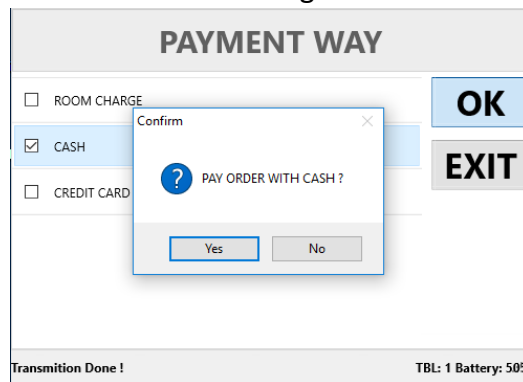 PAYMENT WAY
ROOM CHARGE
OK
Confirm
CASH
PAY ORDER WITH CASH ?
EXIT
CREDIT CARD
Yes
No
Transmition Done !
TBL: 1 Battery: